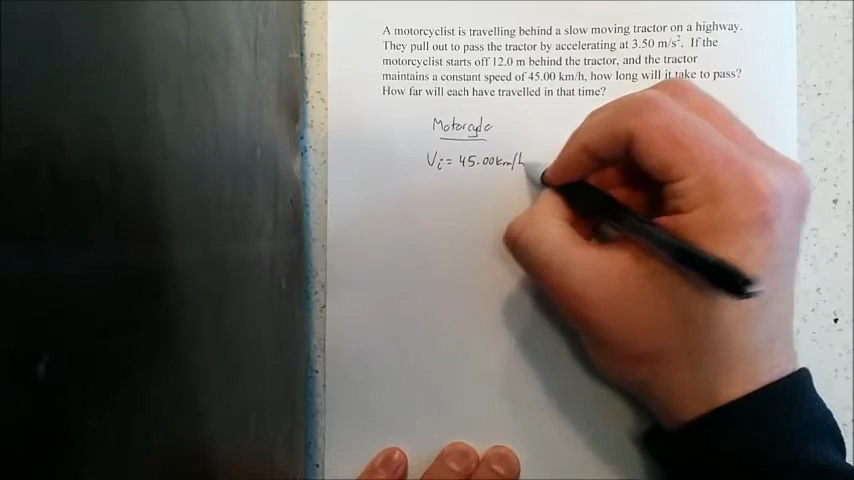 A motorcyclist is travelling behind a slow moving tractor on a highway.
They pull out to pass the tractor by accelerating at 3.50 m/s². If the
motorcyclist starts off 12.0 m behind the tractor, and the tractor
maintains a constant speed of 45.00 km/h, how long will it take to pass?
How far will each have travelled in that time?
Motorcycle
Vi = 45.00km/h